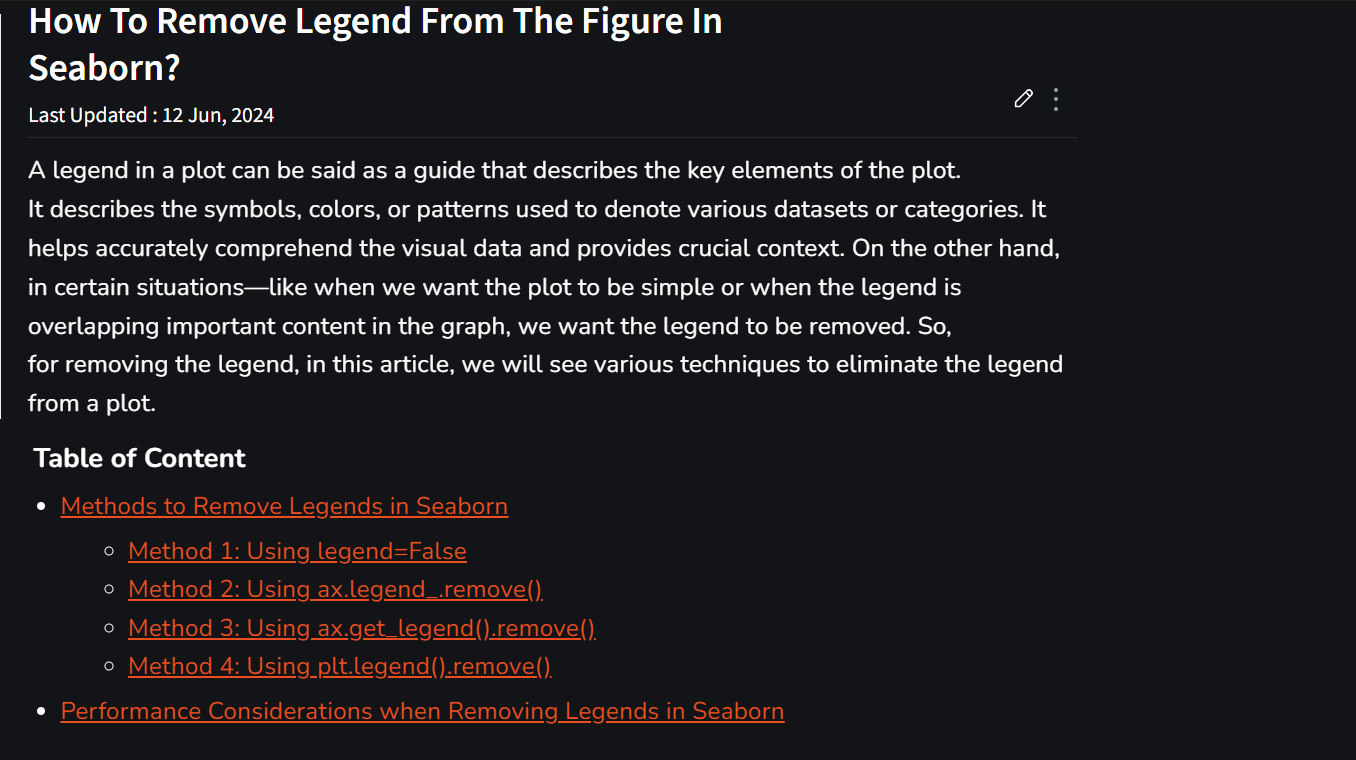 How To Remove Legend From The Figure In
Seaborn?
Last Updated : 12 Jun, 2024
A legend in a plot can be said as a guide that describes the key elements of the plot.
It describes the symbols, colors, or patterns used to denote various datasets or categories. It
helps accurately comprehend the visual data and provides crucial context. On the other hand,
in certain situations—like when we want the plot to be simple or when the legend is
overlapping important content in the graph, we want the legend to be removed. So,
for removing the legend, in this article, we will see various techniques to eliminate the legend
from a plot.
Table of Content
Methods to Remove Legends in Seaborn
Method 1: Using legend=False
Method 2: Using ax.legend_.remove()
Method 3: Using ax.get_legend().remove()
Method 4: Using plt.legend().remove()
Performance Considerations when Removing Legends in Seaborn